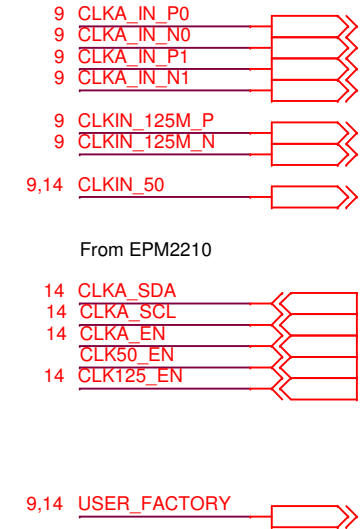 9 CLKA_IN_P0
9 CLKA_IN_N0
9 CLKA_IN_P1
9 CLKA_IN_N1
9 CLKIN_125M_P
9 CLKIN_125M_N
9,14 CLKIN_50
From EPM2210
14 CLKA_SDA
14 CLKA_SCL
14 CLKA_EN
CLK50_EN
14 CLK125_EN
9,14 USER_FACTORY